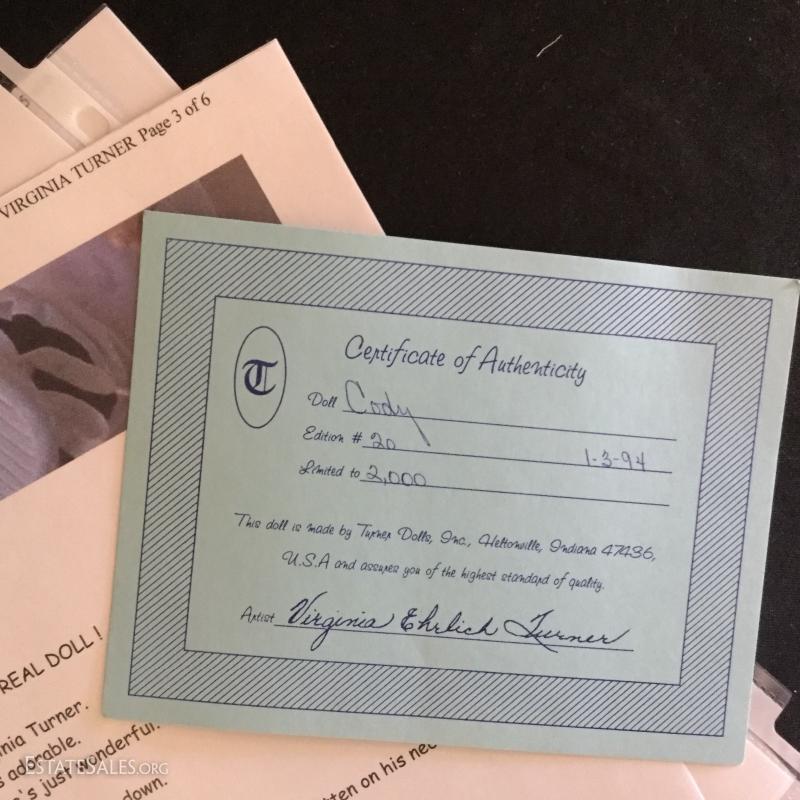 VIRGINIA TURNER Page 3 of 6
T
Certificate of Authenticity
Doll Cody
Edition # 20 1-3-94
Limited to 2,000
This doll is made by Turner Dolls, Inc., Heltonville, Indiana 47436,
U.S.A and assures you of the highest standard of quality.
Artist Virginia Ehrlich Turner
REAL DOLL!
nia Turner.
s adorable.
's just wonderful.
down.
tten on his nec
ESTATESALES.ORG